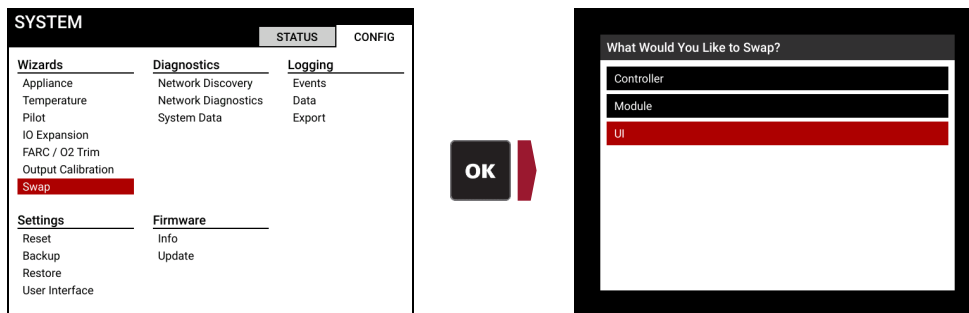 SYSTEM
STATUS
CONFIG
Wizards
Appliance
Temperature
Pilot
IO Expansion
FARC / O2 Trim
Output Calibration
Swap
Diagnostics
Network Discovery
Network Diagnostics
System Data
Logging
Events
Data
Export
Settings
Reset
Backup
Restore
User Interface
Firmware
Info
Update
OK
What Would You Like to Swap?
Controller
Module
UI